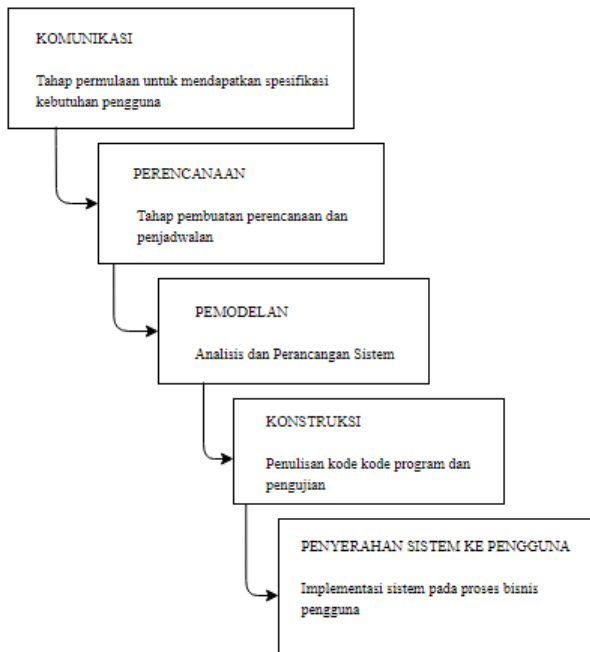 KOMUNIKASI
Tahap permulaan untuk mendapatkan spesifikasi
kebutuhan pengguna
PERENCANAAN
Tahap pembuatan perencanaan dan
penjadwalan
PEMODELAN
Analisis dan Perancangan Sistem
KONSTRUKSI
Penulisan kode kode program dan
pengujian
PENYERAHAN SISTEM KE PENGGUNA
Implementasi sistem pada proses bisnis
pengguna